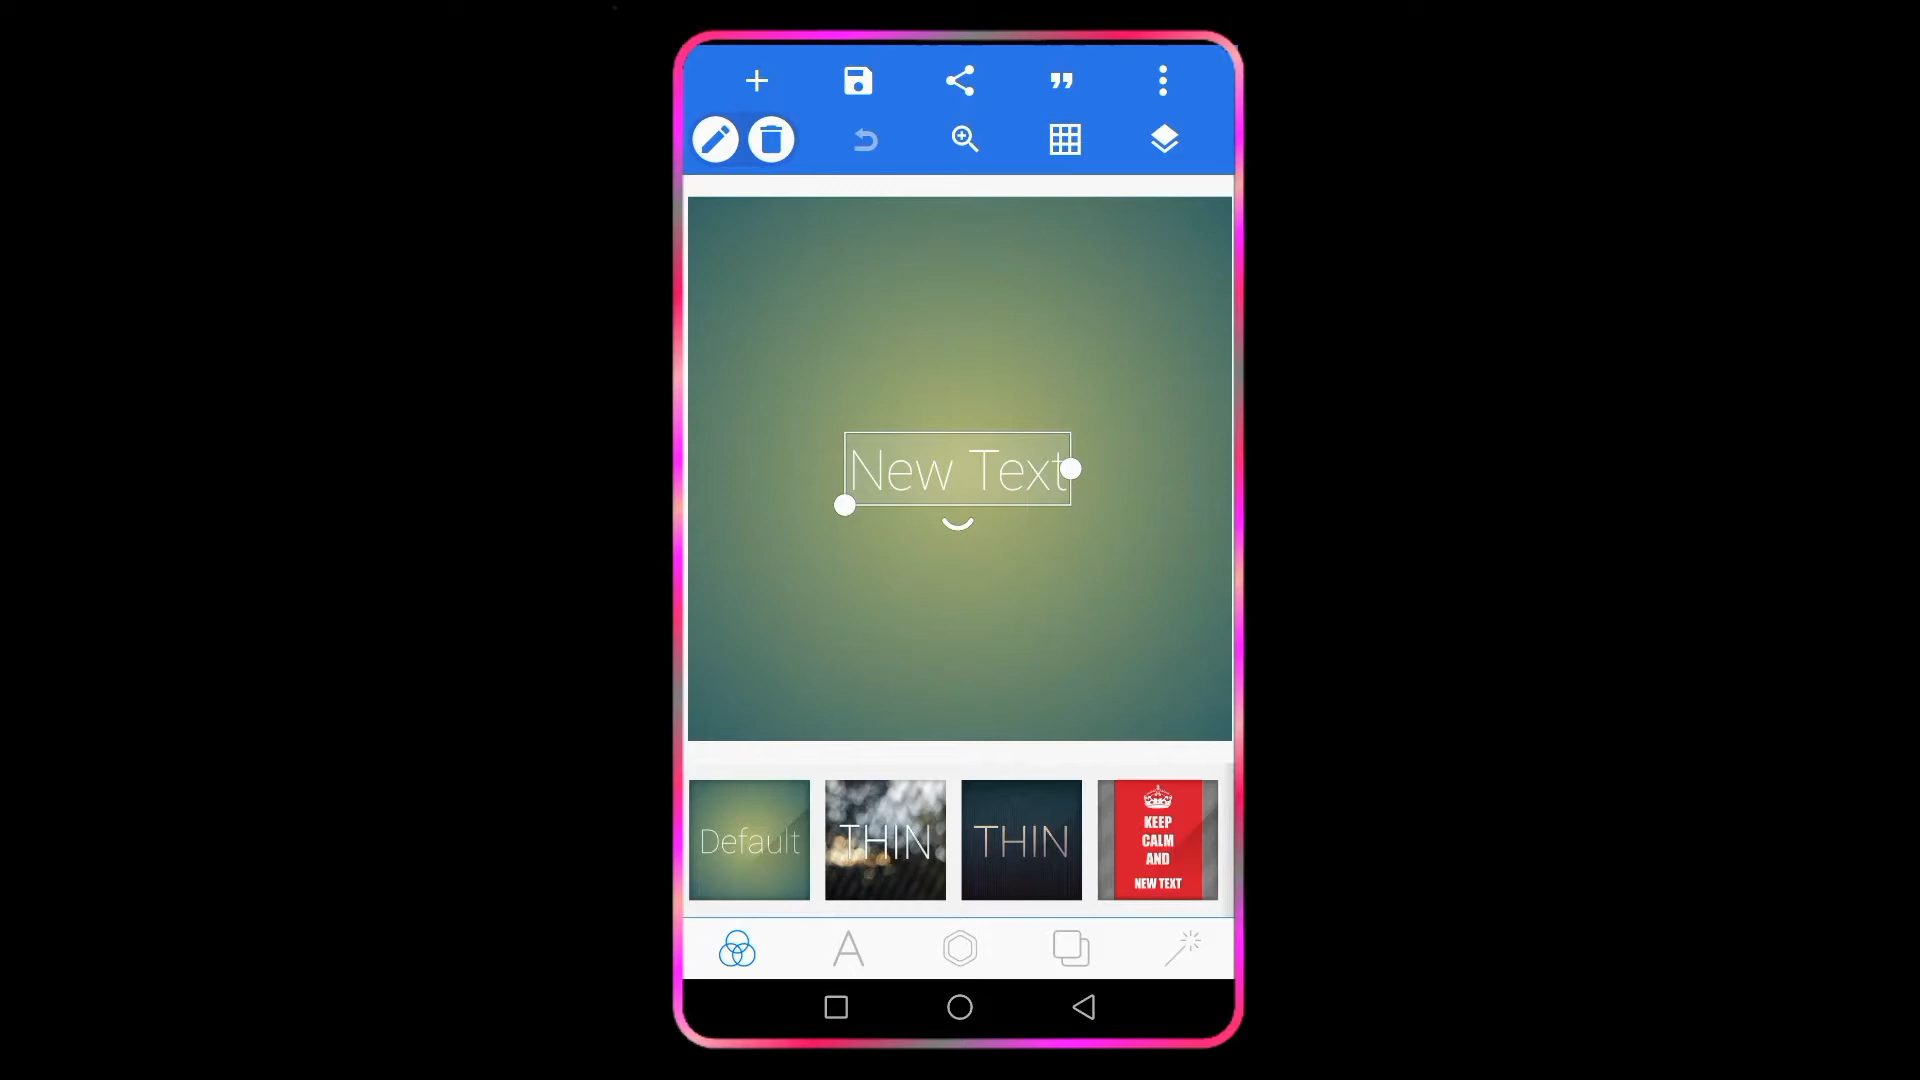 New Text
Default
THIN
THIN
KEEP
CALM
AND
NEW TEXT